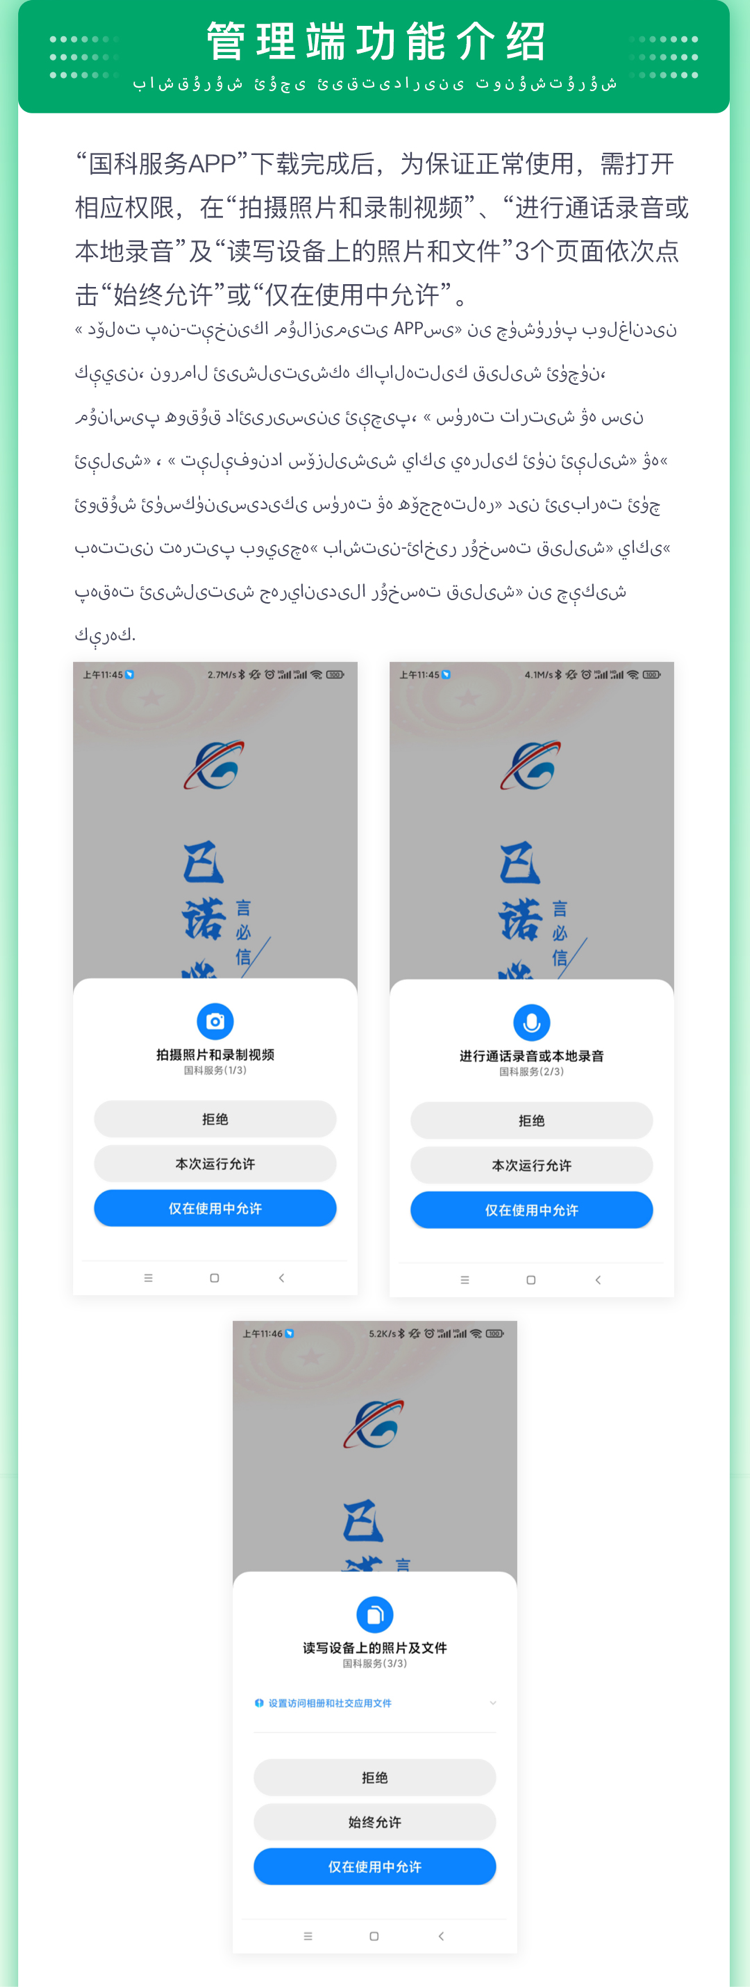 管理端功能介绍
باشقۇرۇش ئۇچى ئىقتىدارىنى تونۇشتۇرۇش
“国科服务APP”下载完成后，为保证正常使用，需打开
相应权限，在“拍摄照片和录制视频”、“进行通话录音或
本地录音”及“读写设备上的照片和文件”3个页面依次点
击“始终允许”或“仅在使用中允许”。
« دۆلەت پەن-تېخنىكا مۇلازىمىتى APPسى» نى چۈشۈرۈپ بولغاندىن
كېيىن، نورمال ئىشلىتىشكە كاپالەتلىك قىلىش ئۈچۈن،
مۇناسىپ ھوقۇق دائىرىسىنى ئېچىپ، « سۈرەت تارتىش ۋە سىن
ئېلىش» ، « تېلېفوندا سۆزلىشىش ياكى يەرلىك ئۈن ئېلىش» ۋە«
ئوقۇش ئۈسكۈنىسىدىكى سۈرەت ۋە ھۆججەتلەر» دىن ئىبارەت ئۈچ
بەتتىن تەرتىپ بويىچە« باشتىن-ئاخىر رۇخسەت قىلىش» ياكى«
پەقەت ئىشلىتىش جەريانىدىلا رۇخسەت قىلىش» نى چېكىش
كېرەك.
上午11:45 2.7M/s 100
已
诺
言必信
拍摄照片和录制视频
国科服务(1/3)
拒绝
本次运行允许
仅在使用中允许
上午11:45 4.1M/s 100
已
诺
言必信
进行通话录音或本地录音
国科服务(2/3)
拒绝
本次运行允许
仅在使用中允许
上午11:46 5.2K/s 100
已
言
读写设备上的照片及文件
国科服务(3/3)
设置访问相册和社交应用文件
拒绝
始终允许
仅在使用中允许